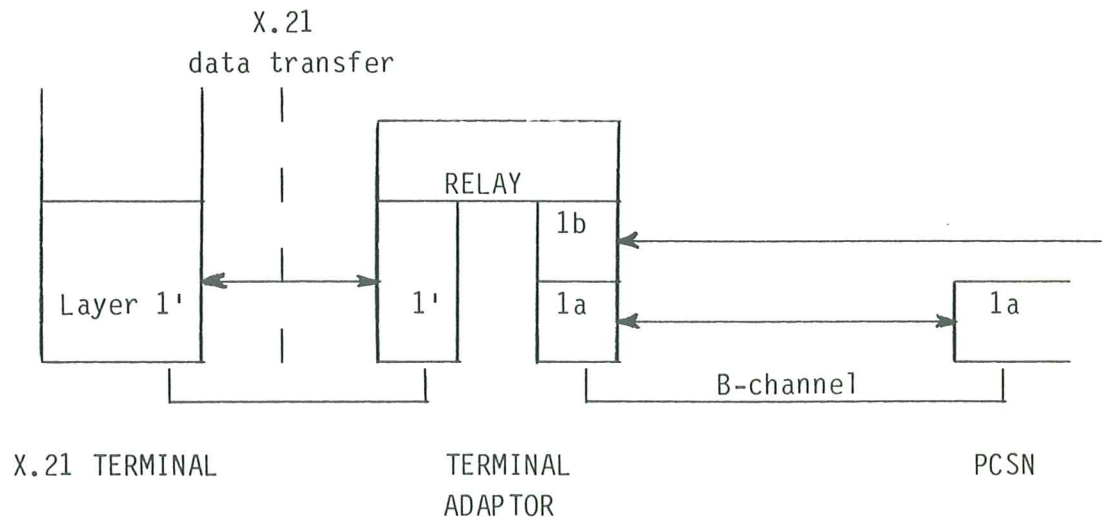 X.21
data transfer
RELAY
1b
Layer 1'
1'
1a
1a
B-channel
X.21 TERMINAL
TERMINAL
ADAPTOR
PCSN